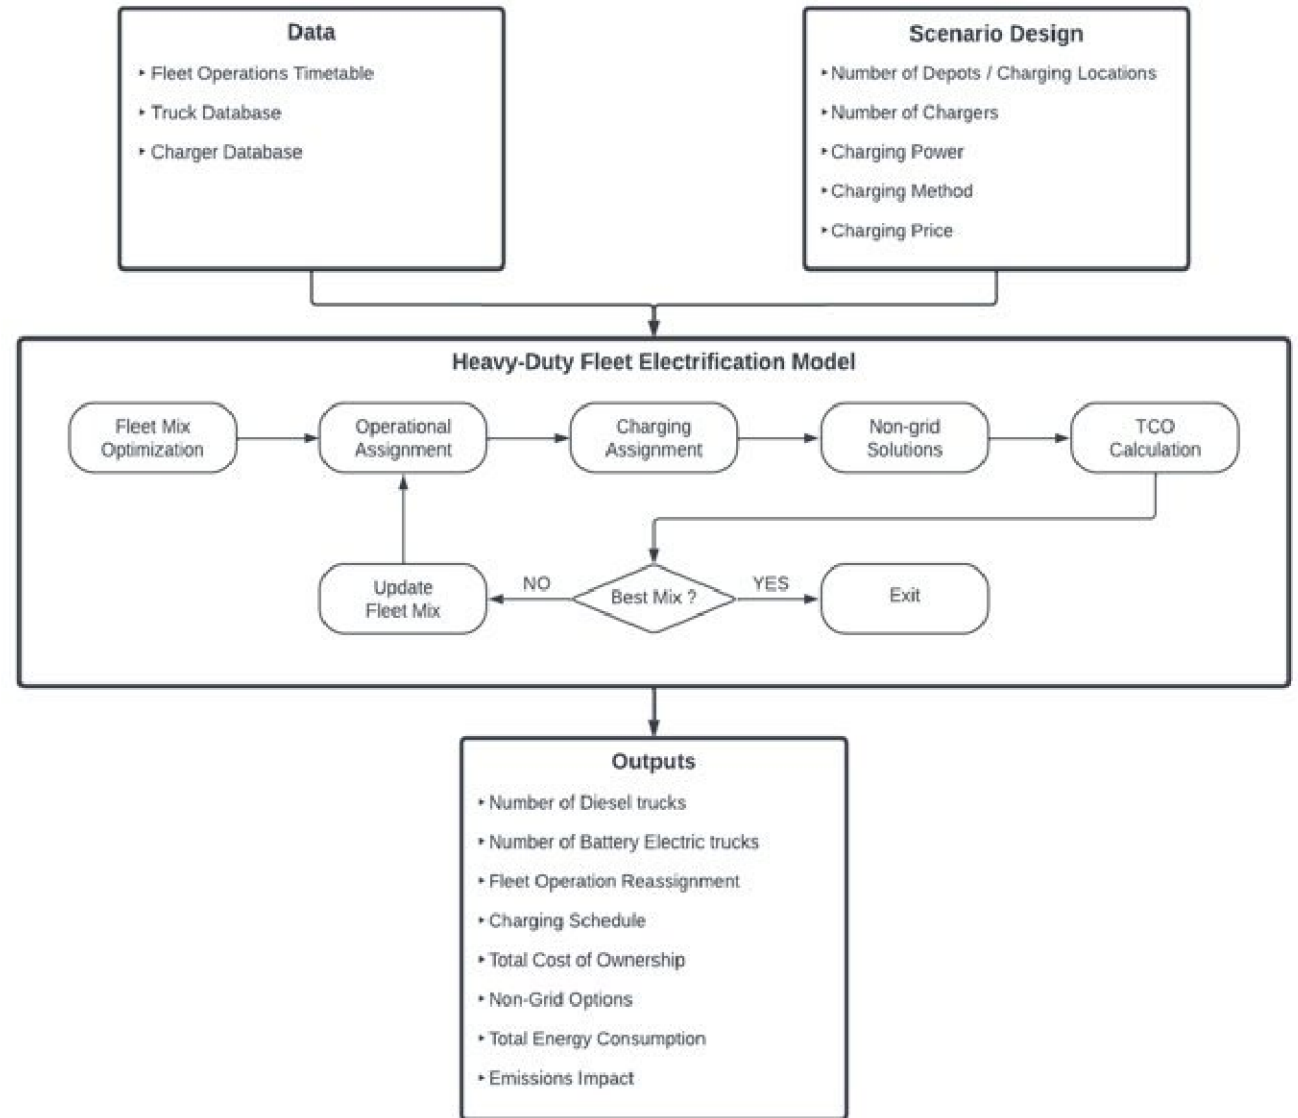 Data
‣ Fleet Operations Timetable
‣ Truck Database
‣ Charger Database
Scenario Design
‣ Number of Depots / Charging Locations
‣ Number of Chargers
‣ Charging Power
‣ Charging Method
‣ Charging Price
Heavy-Duty Fleet Electrification Model
Fleet Mix
Optimization
Operational
Assignment
Charging
Assignment
Non-grid
Solutions
TCO
Calculation
Update
Fleet Mix
NO
Best Mix ?
YES
Exit
Outputs
‣ Number of Diesel trucks
‣ Number of Battery Electric trucks
‣ Fleet Operation Reassignment
‣ Charging Schedule
‣ Total Cost of Ownership
‣ Non-Grid Options
‣ Total Energy Consumption
‣ Emissions Impact